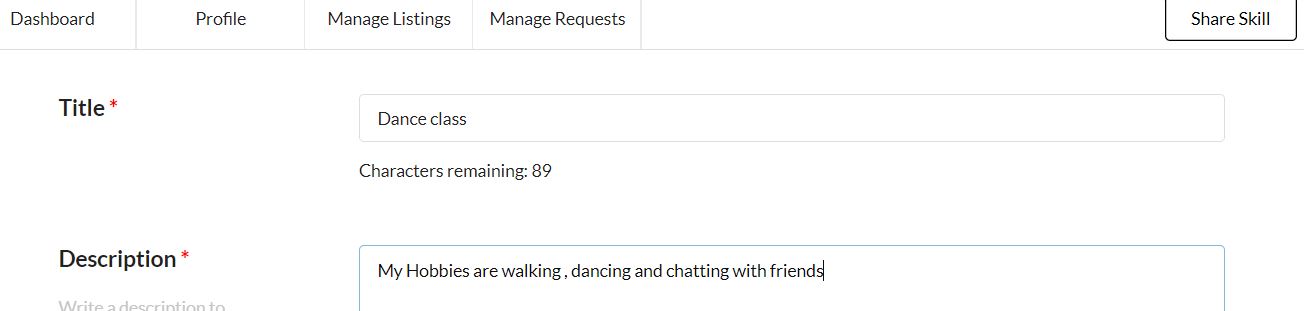 Dashboard Profile Manage Listings Manage Requests Share Skill
Title * Dance class
Characters remaining: 89
Description * My Hobbies are walking , dancing and chatting with friends
Write a description to